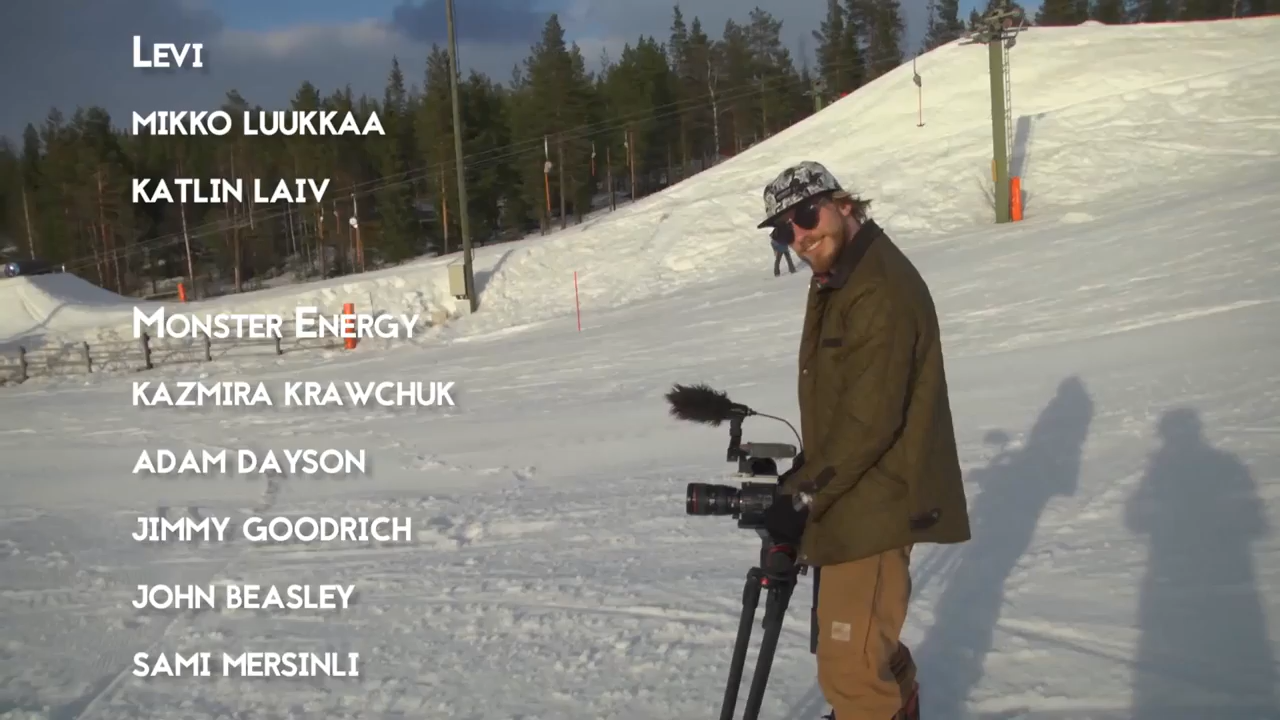 Levi
MIKKO LUUKKAA
KATLIN LAIV
Monster Energy
KAZMIRA KRAWCHUK
ADAM DAYSON
JIMMY GOODRICH
JOHN BEASLEY
SAMI MERSINLI